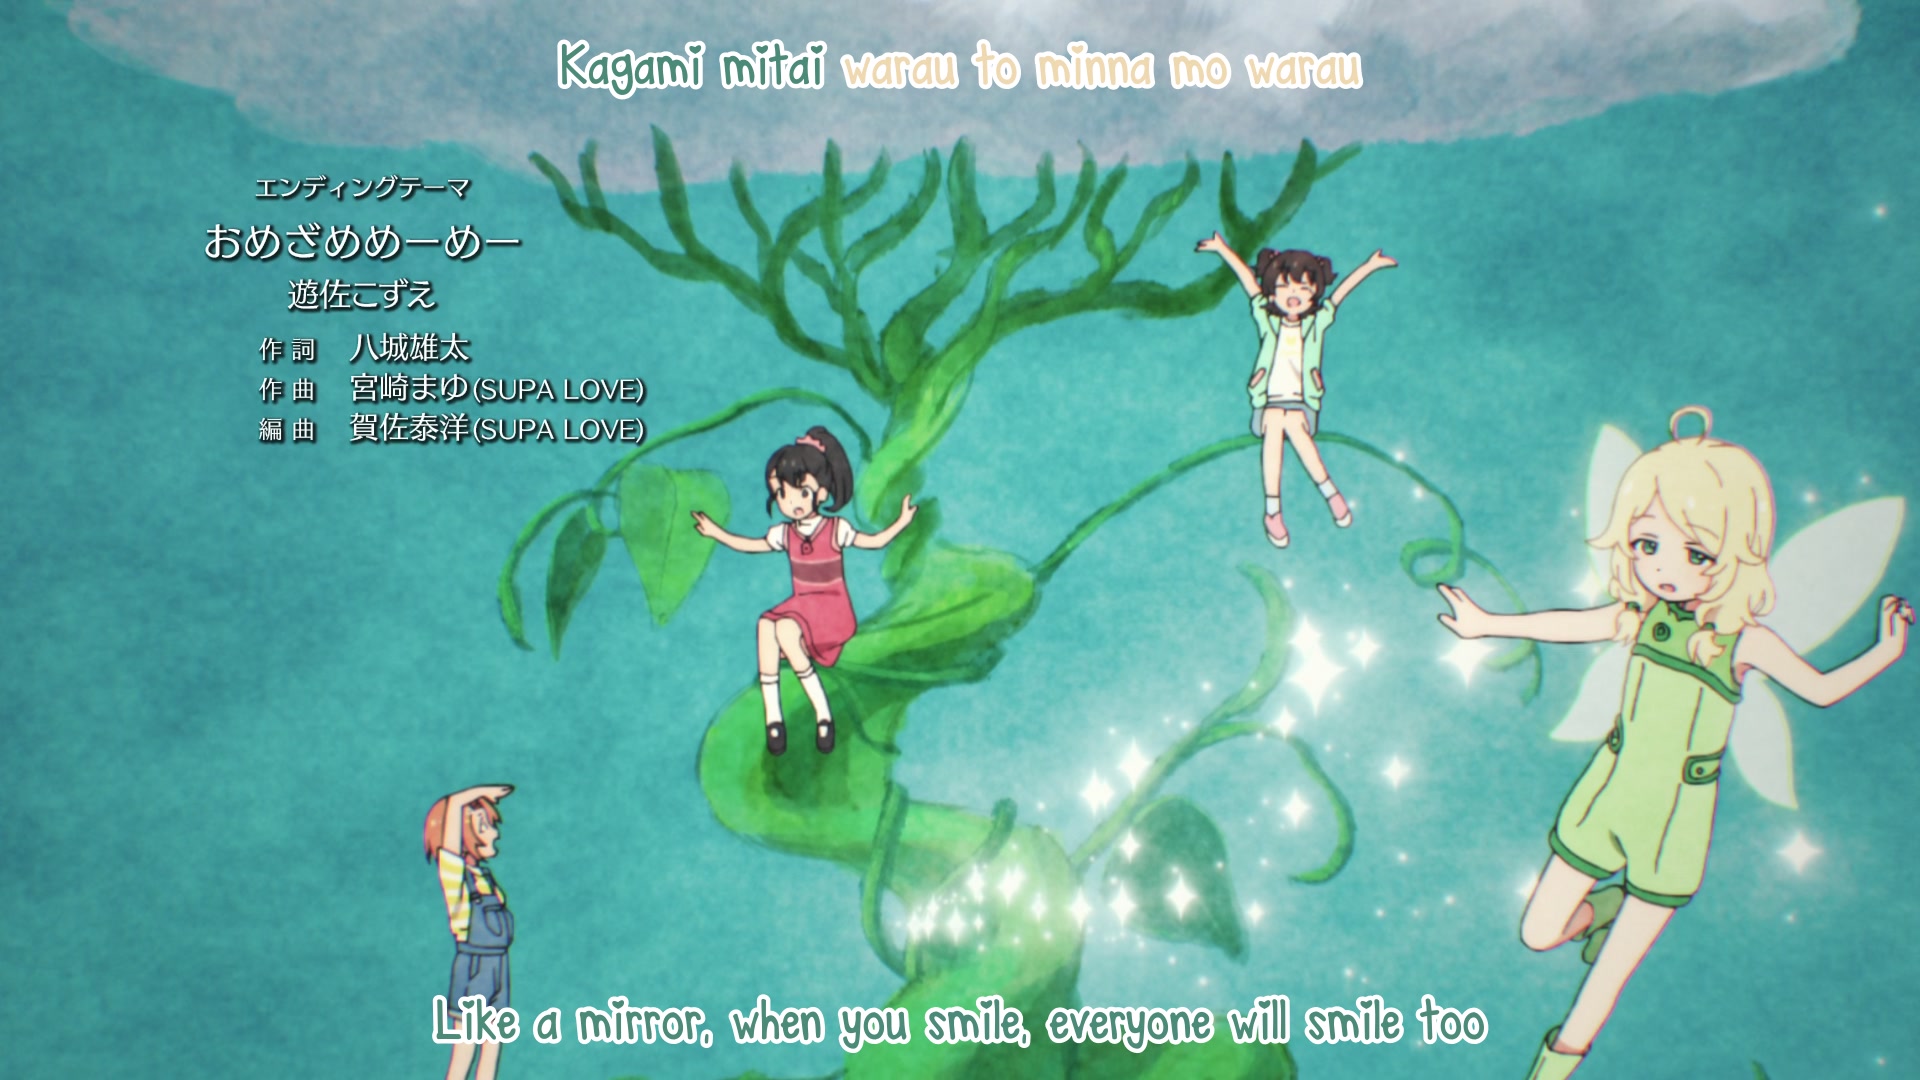 Kagami mitai warau to minna mo warau
エンディングテーマ
おめざめめーめー
遊佐こずえ
作詞 八城雄太
作曲 宮崎まゆ(SUPA LOVE)
編曲 賀佐泰洋(SUPA LOVE)
Like a mirror, when you smile, everyone will smile too